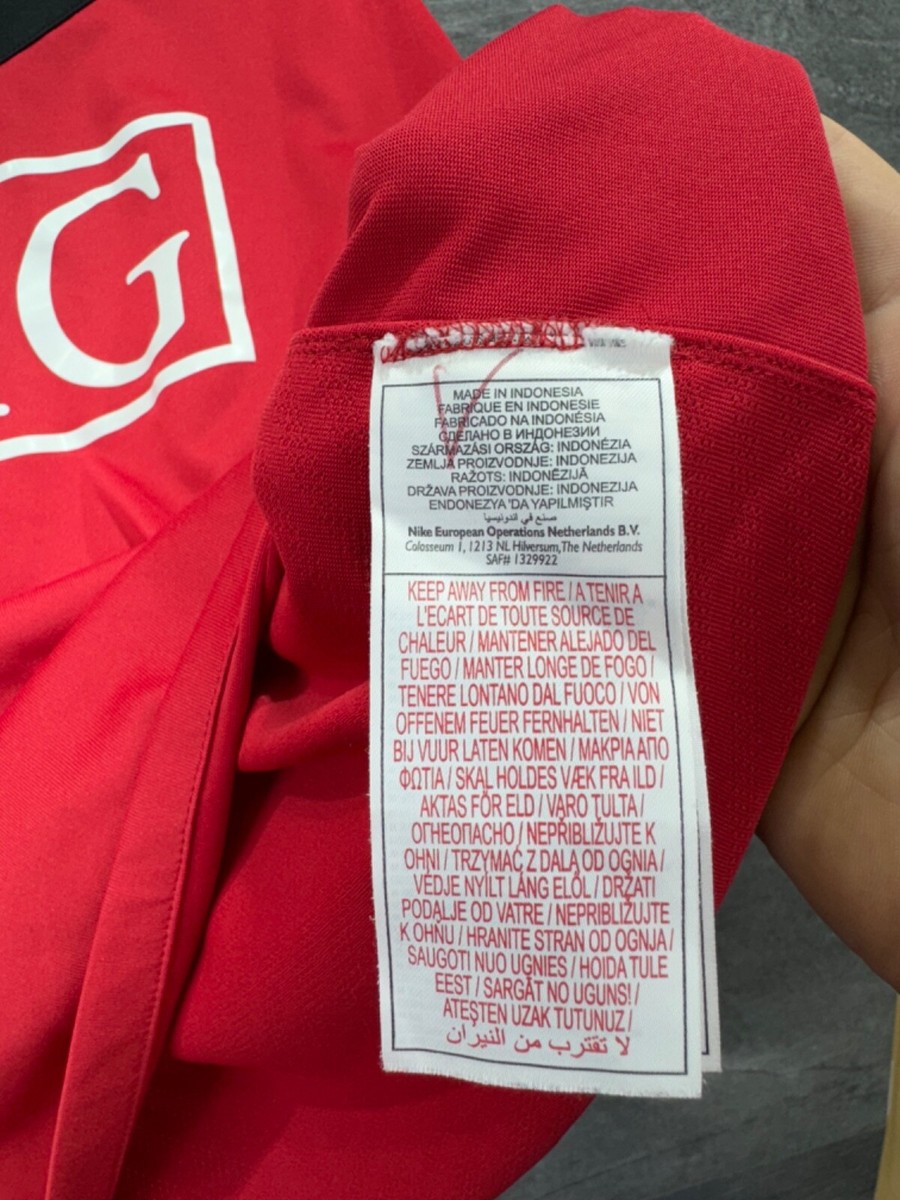 G
MADE IN INDONESIA
FABRIQUE EN INDONESIE
FABRICADO NA INDONÉSIA
СДЕЛАНО В ИНДОНЕЗИИ
SZÁRMAZÁSI ORSZÁG: INDONÉZIA
ZEMLJA PROIZVODNJE: INDONEZIJA
RAŽOTS: INDONĒZIJĀ
DRŽAVA PROIZVODNJE: INDONEZIJA
ENDONEZYA 'DA YAPILMIŞTIR
صنع في اندونيسيا
Nike European Operations Netherlands B.V.
Colosseum 1, 1213 NL Hilversum, The Netherlands
SAF# 1329922
KEEP AWAY FROM FIRE / A TENIR A
L'ECART DE TOUTE SOURCE DE
CHALEUR / MANTENER ALEJADO DEL
FUEGO / MANTER LONGE DE FOGO /
TENERE LONTANO DAL FUOCO / VON
OFFENEM FEUER FERNHALTEN / NIET
BIJ VUUR LATEN KOMEN / ΜΑΚΡΙΑ ΑΠΟ
ΦΩΤΙΑ / SKAL HOLDES VÆK FRA ILD /
AKTAS FÖR ELD / VARO TULTA /
ОГНЕОПАСНО / NEPŘIBLIŽUJTE K
OHNI / TRZYMAĆ Z DALA OD OGNIA /
VÉDJE NYÍLT LÁNG ELŐL / DRŽATI
PODALJE OD VATRE / NEPRIBLIŽUJTE
K OHŇU / HRANITE STRAN OD OGNJA /
SAUGOTI NUO UGNIES / HOIDA TULE
EEST / SARGĀT NO UGUNS! /
ATEŞTEN UZAK TUTUNUZ /
لا تقترب من النيران